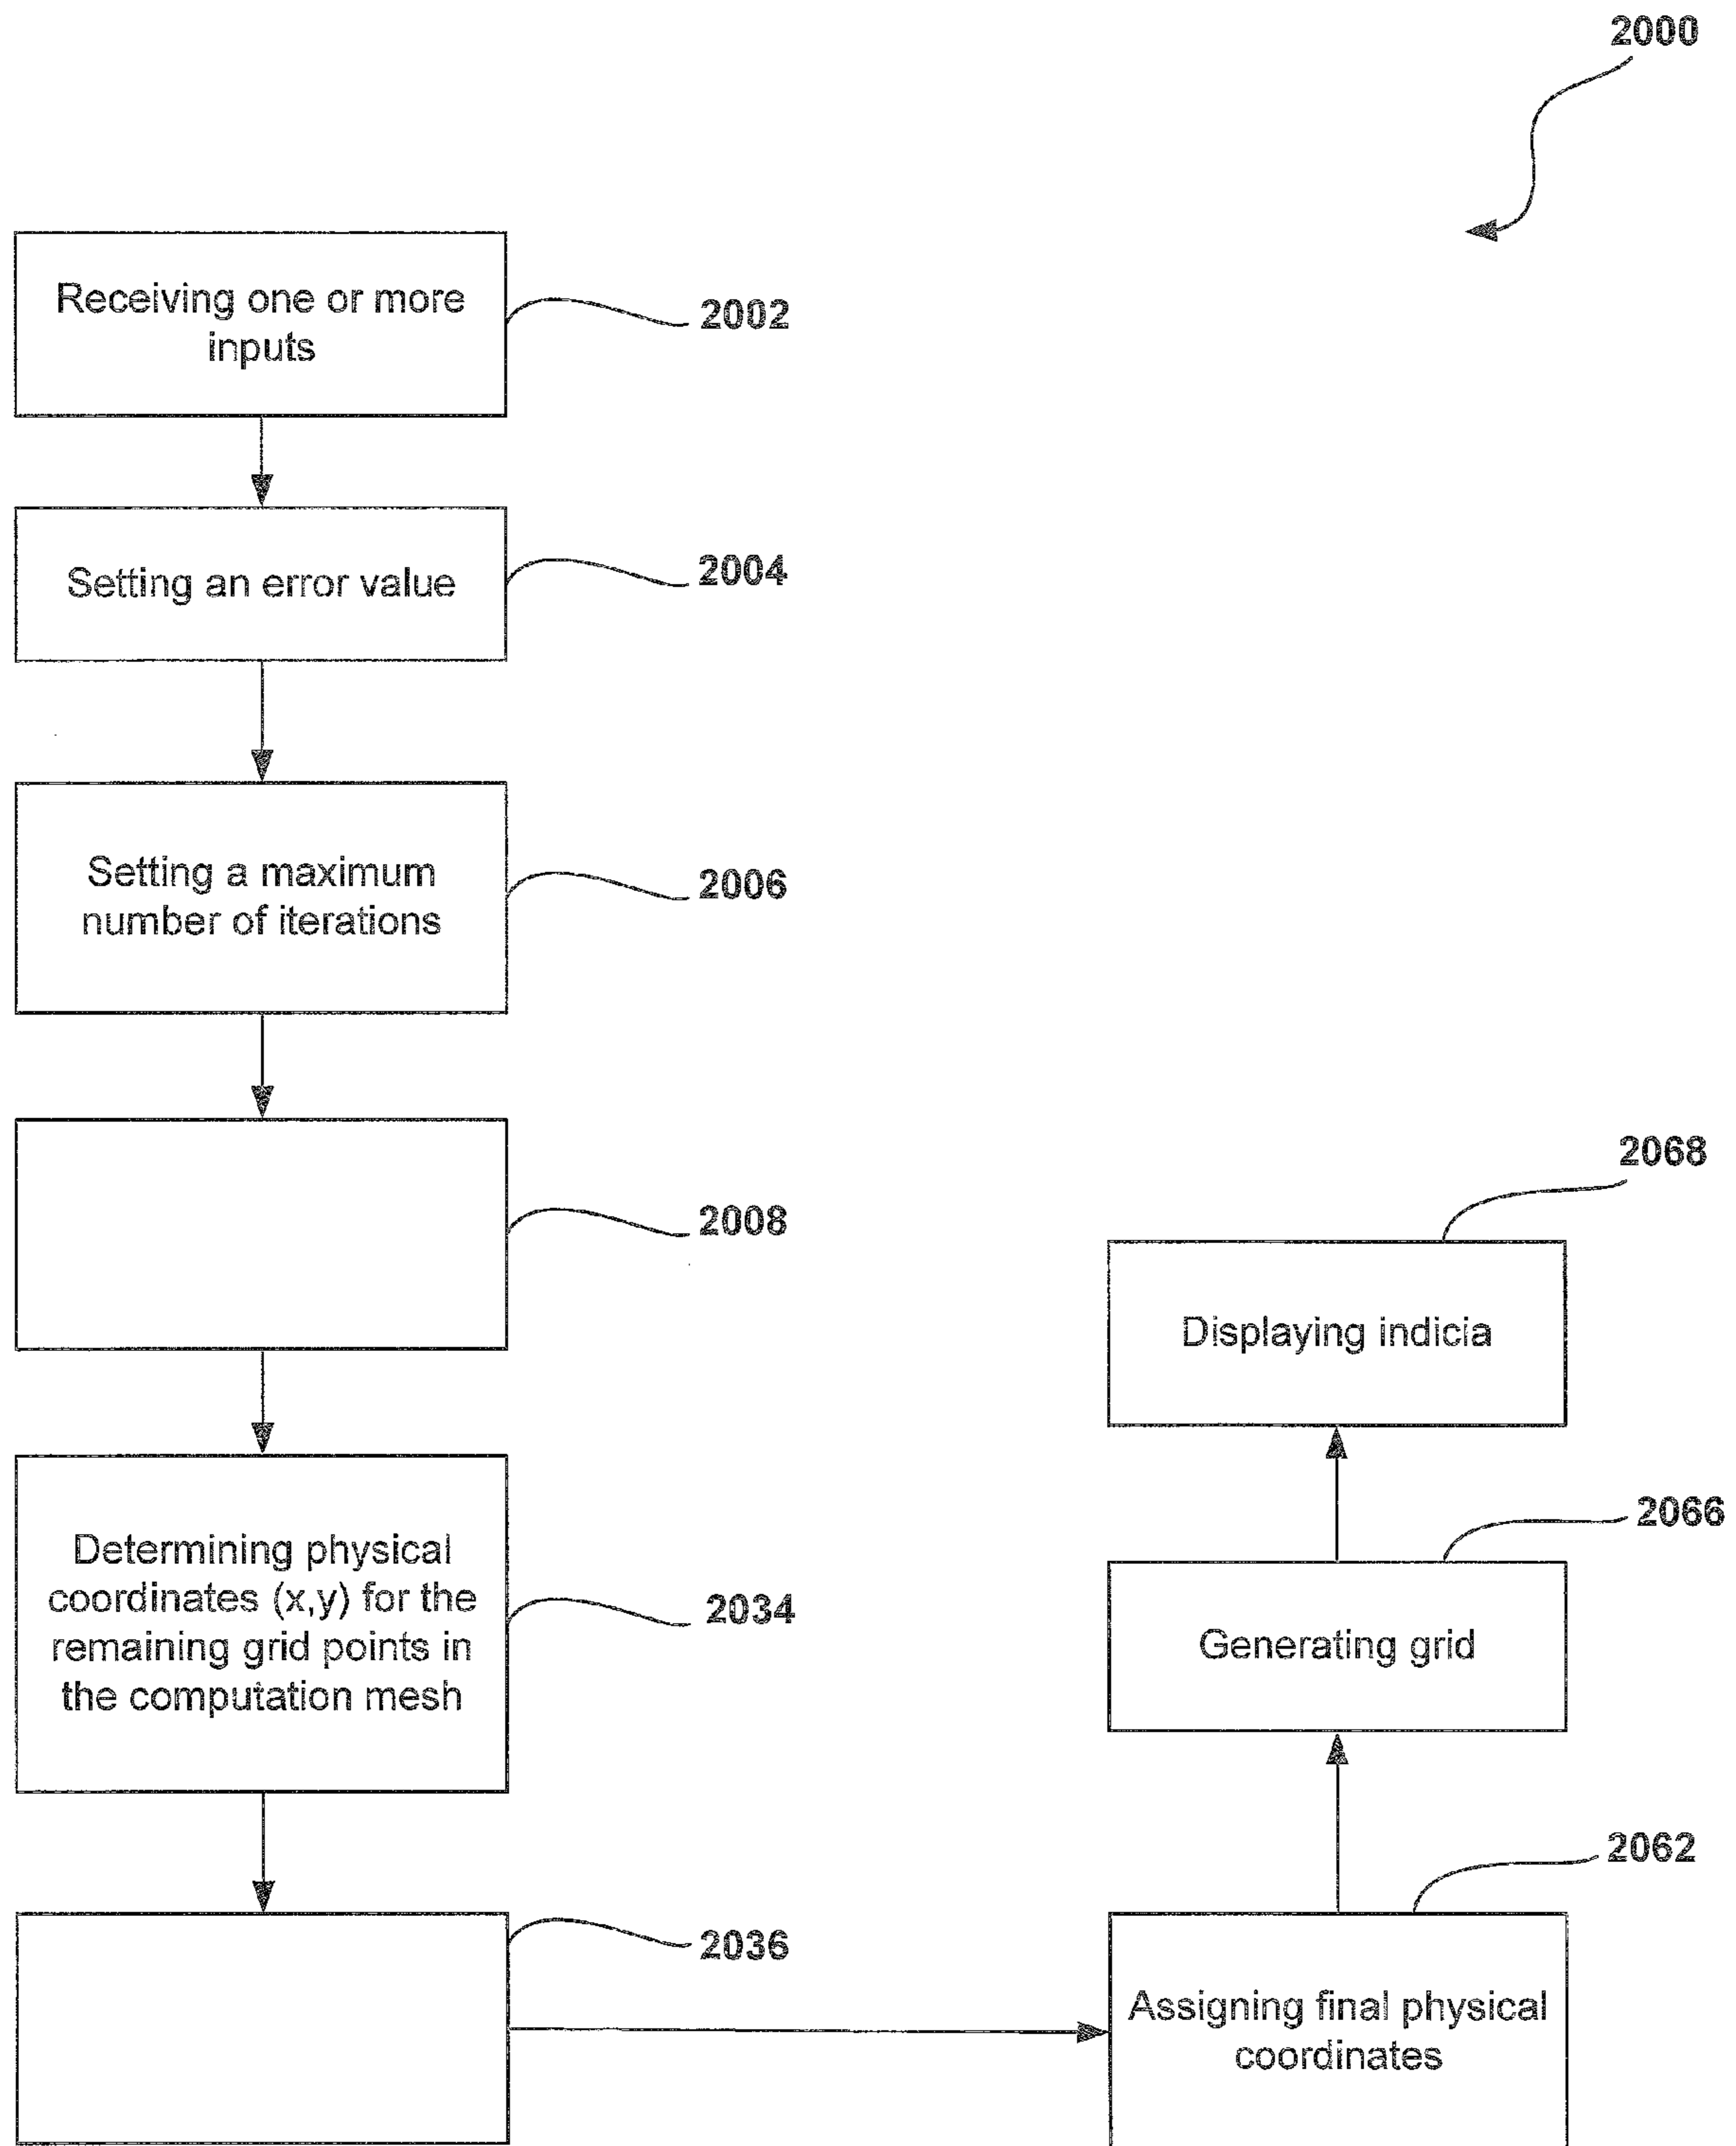 2000
Receiving one or more
inputs
2002
Setting an error value
2004
Setting a maximum
number of iterations
2006
2008
Determining physical
coordinates (x,y) for the
remaining grid points in
the computation mesh
2034
2036
2068
Displaying indicia
2066
Generating grid
2062
Assigning final physical
coordinates